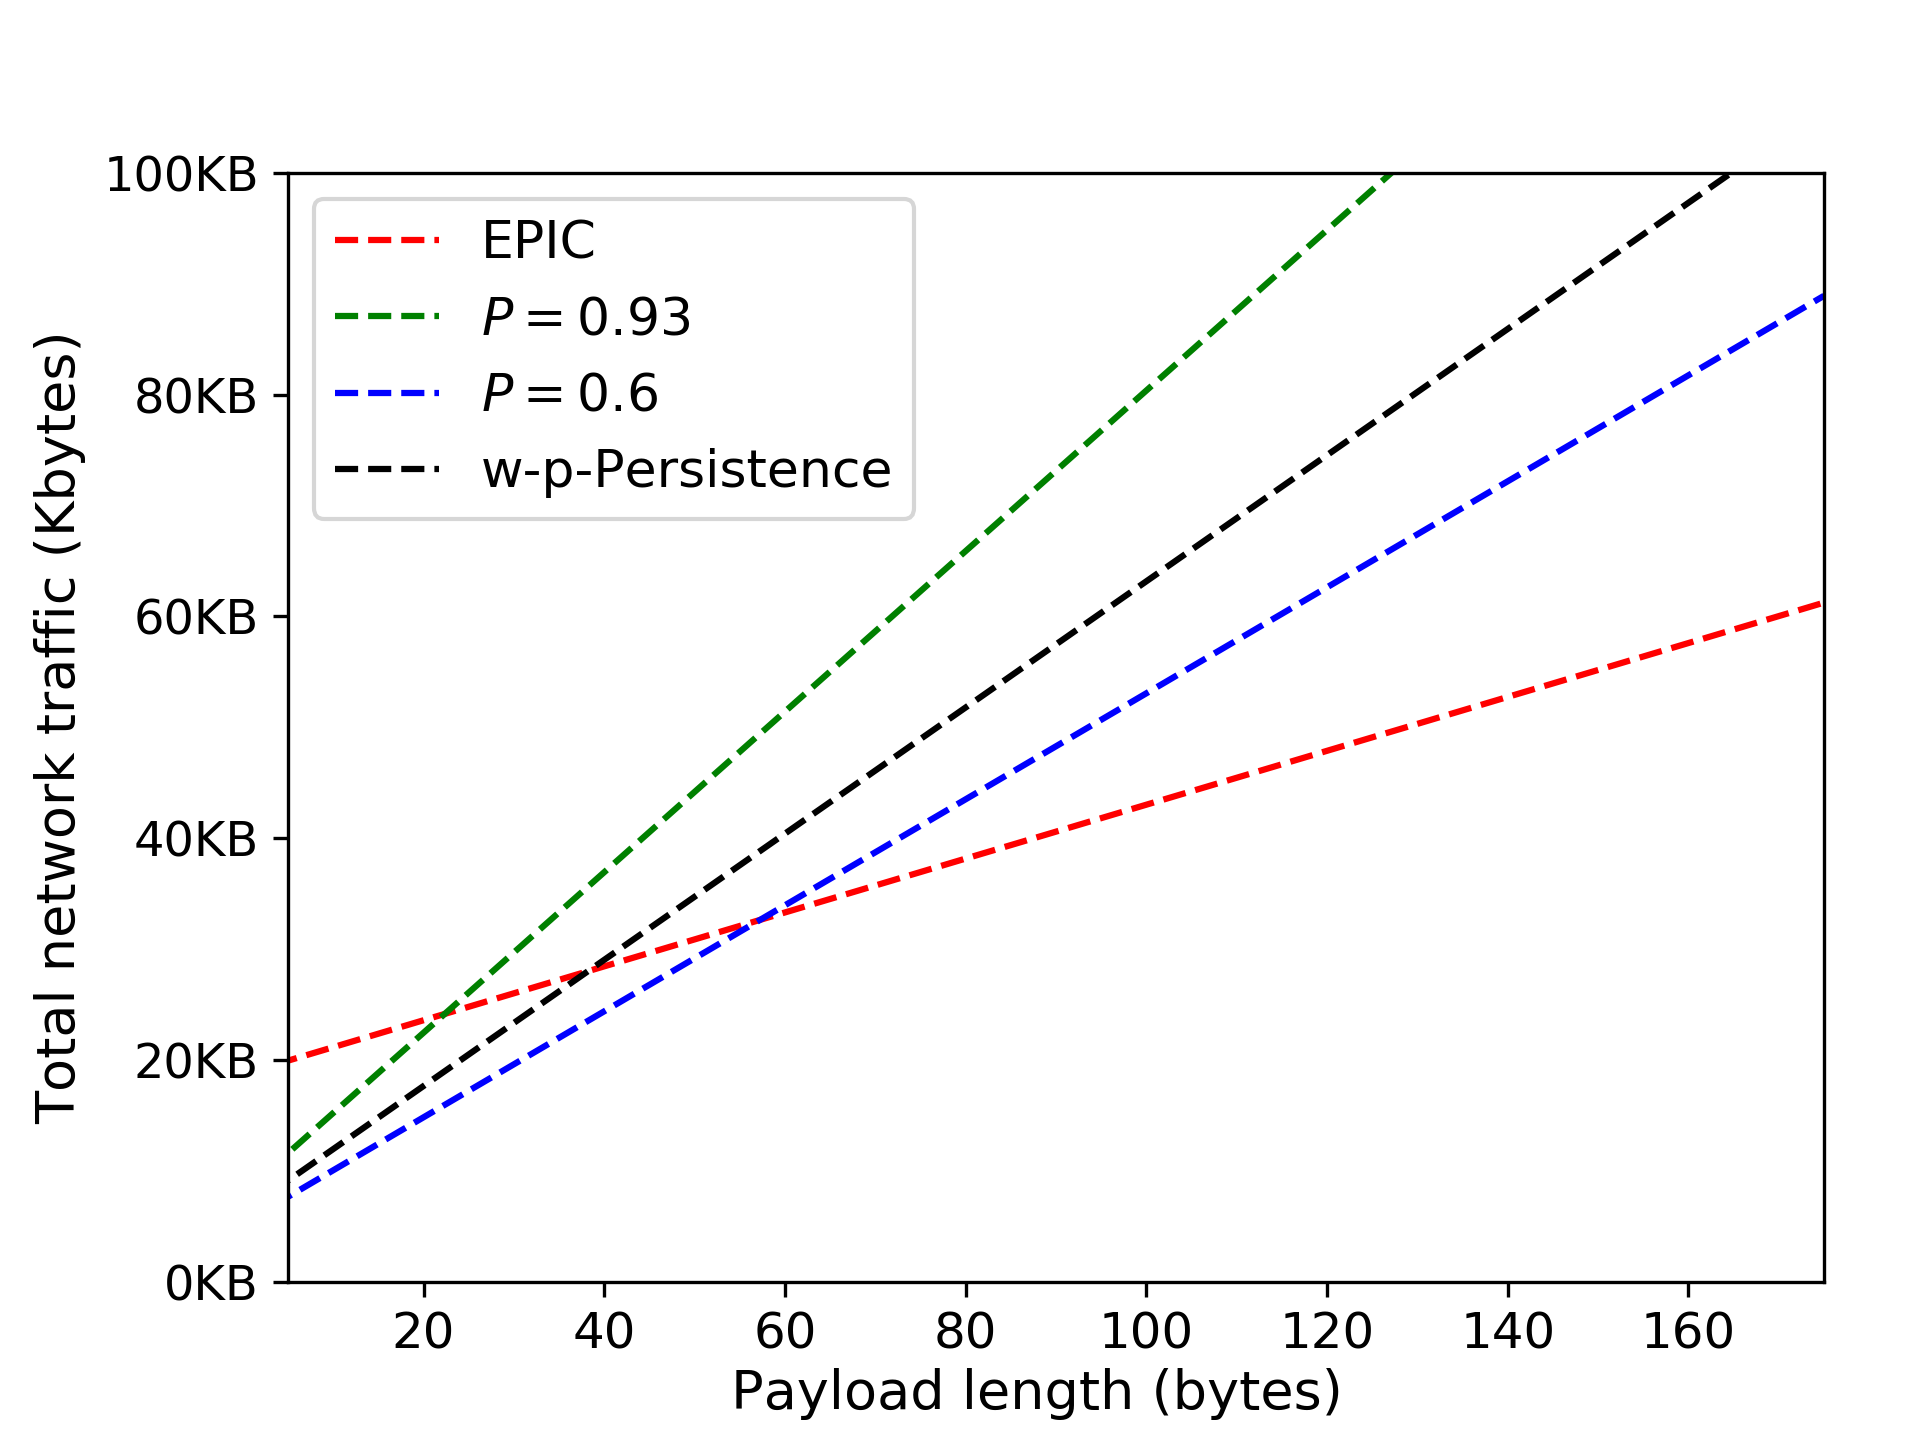 100KB
80KB
60KB
40KB
20KB
0KB
Total network traffic (Kbytes)
EPIC
P = 0.93
P = 0.6
w-p-Persistence
20 40 60 80 100 120 140 160
Payload length (bytes)